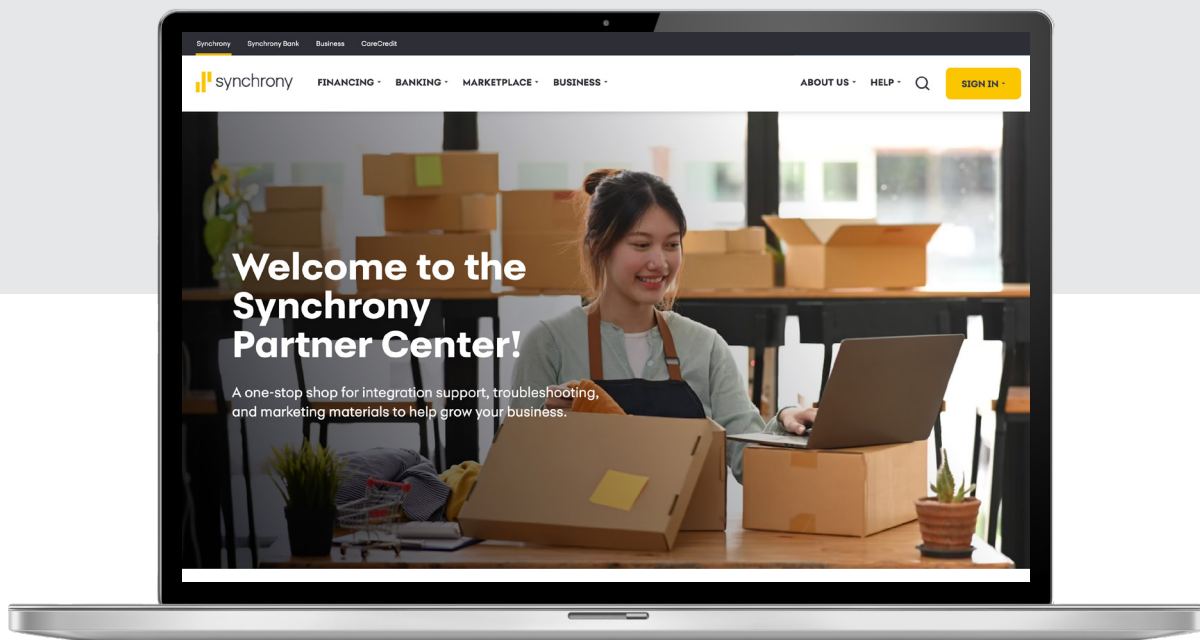 Synchrony Synchrony Bank Business CareCredit
synchrony FINANCING BANKING MARKETPLACE BUSINESS ABOUT US HELP SIGN IN
Welcome to the
Synchrony
Partner Center!
A one-stop shop for integration support, troubleshooting,
and marketing materials to help grow your business.